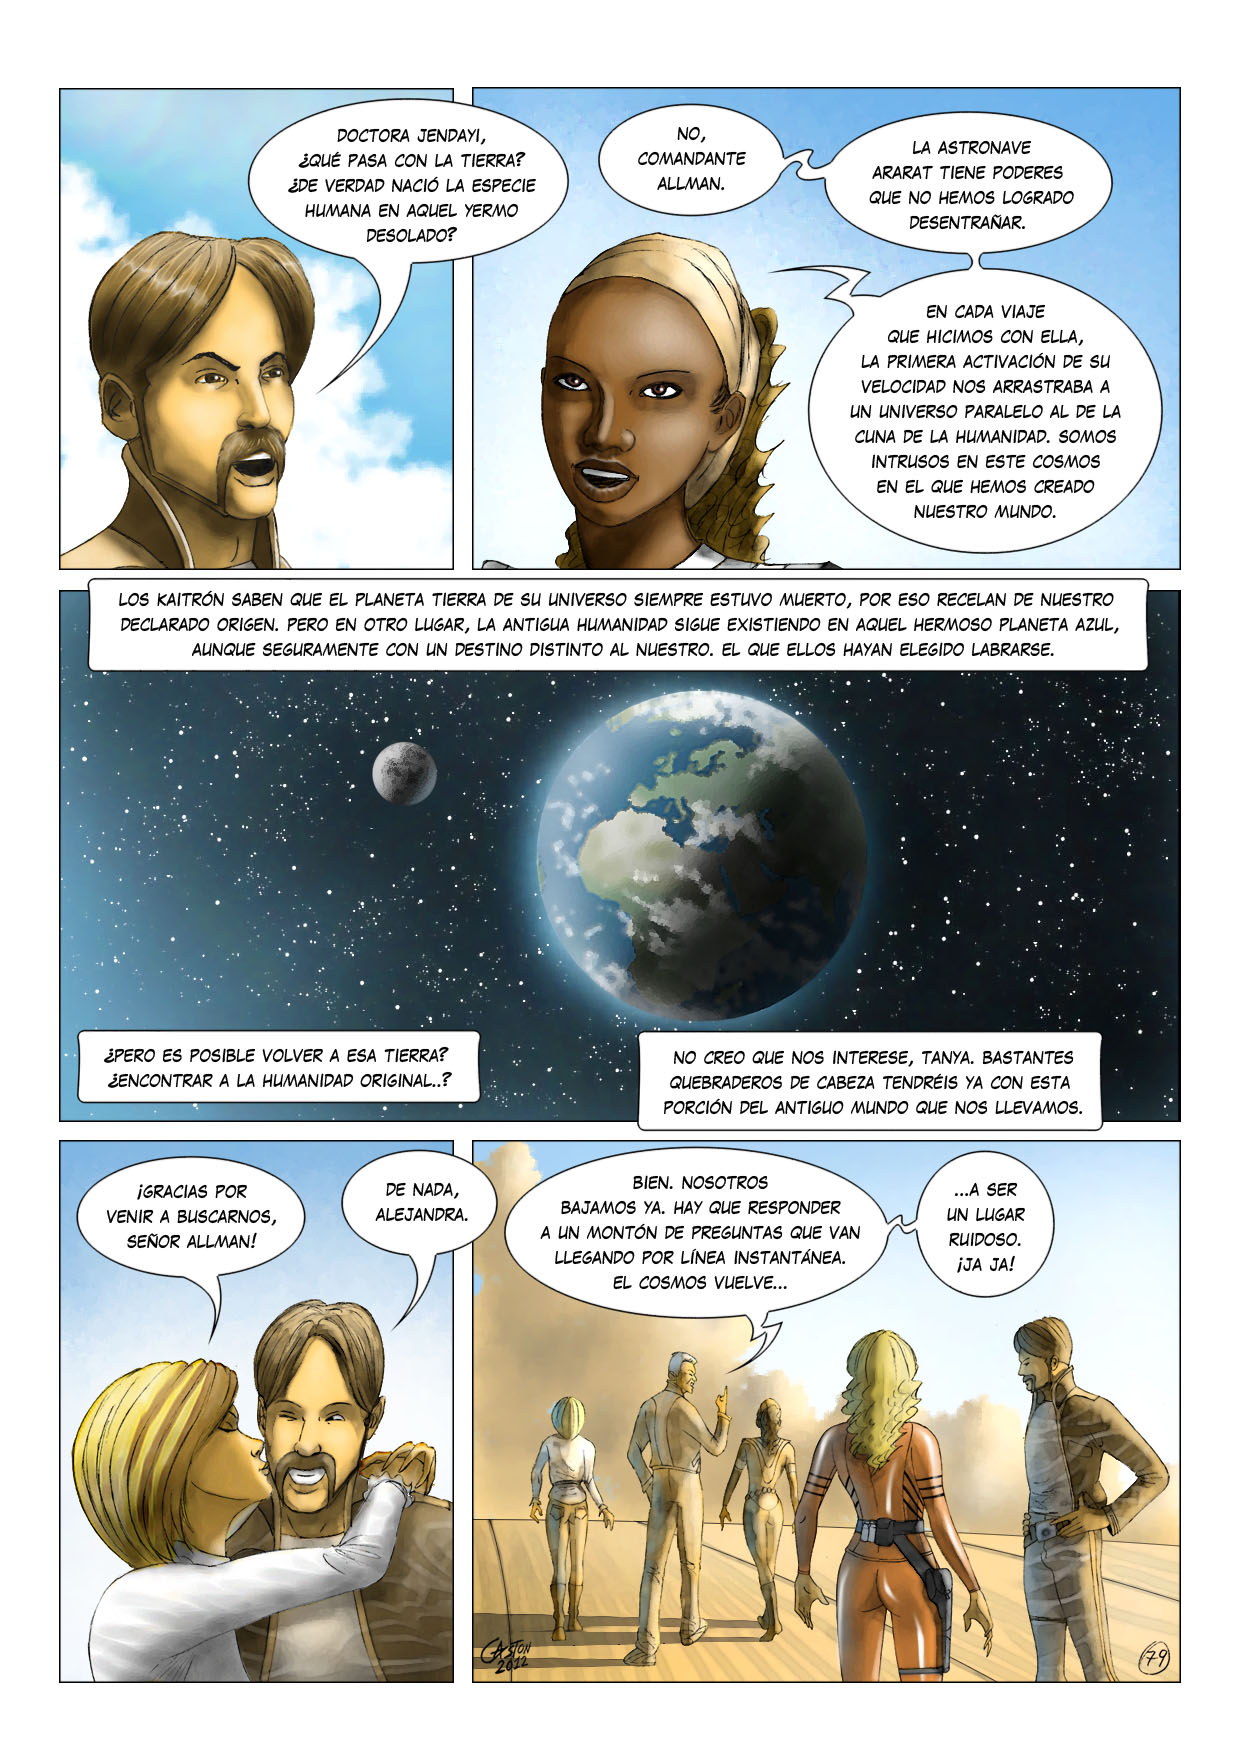 DOCTORA JENDAYI,
¿QUÉ PASA CON LA TIERRA?
¿DE VERDAD NACIÓ LA ESPECIE
HUMANA EN AQUEL YERMO
DESOLADO?
NO,
COMANDANTE
ALLMAN.
LA ASTRONAVE
ARARAT TIENE PODERES
QUE NO HEMOS LOGRADO
DESENTRAÑAR.
EN CADA VIAJE
QUE HICIMOS CON ELLA,
LA PRIMERA ACTIVACIÓN DE SU
VELOCIDAD NOS ARRASTRABA A
UN UNIVERSO PARALELO AL DE LA
CUNA DE LA HUMANIDAD. SOMOS
INTRUSOS EN ESTE COSMOS
EN EL QUE HEMOS CREADO
NUESTRO MUNDO.
LOS KAITRÓN SABEN QUE EL PLANETA TIERRA DE SU UNIVERSO SIEMPRE ESTUVO MUERTO, POR ESO RECELAN DE NUESTRO
DECLARADO ORIGEN. PERO EN OTRO LUGAR, LA ANTIGUA HUMANIDAD SIGUE EXISTIENDO EN AQUEL HERMOSO PLANETA AZUL,
AUNQUE SEGURAMENTE CON UN DESTINO DISTINTO AL NUESTRO. EL QUE ELLOS HAYAN ELEGIDO LABRARSE.
¿PERO ES POSIBLE VOLVER A ESA TIERRA?
¿ENCONTRAR A LA HUMANIDAD ORIGINAL..?
NO CREO QUE NOS INTERESE, TANYA. BASTANTES
QUEBRADEROS DE CABEZA TENDRÉIS YA CON ESTA
PORCIÓN DEL ANTIGUO MUNDO QUE NOS LLEVAMOS.
¡GRACIAS POR
VENIR A BUSCARNOS,
SEÑOR ALLMAN!
DE NADA,
ALEJANDRA.
BIEN. NOSOTROS
BAJAMOS YA. HAY QUE RESPONDER
A UN MONTÓN DE PREGUNTAS QUE VAN
LLEGANDO POR LÍNEA INSTANTÁNEA.
EL COSMOS VUELVE...
...A SER
UN LUGAR
RUIDOSO.
¡JA JA!
GASTON
2012
79